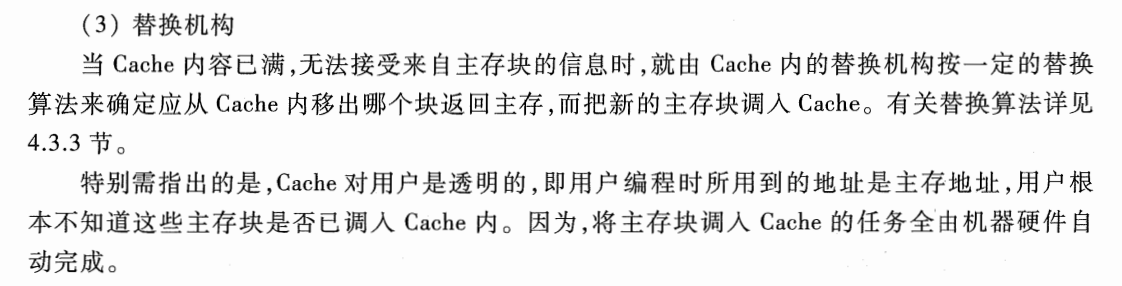 (3) 替换机构
当 Cache 内容已满,无法接受来自主存块的信息时,就由 Cache 内的替换机构按一定的替换
算法来确定应从 Cache 内移出哪个块返回主存,而把新的主存块调入 Cache。有关替换算法详见
4.3.3 节。
特别需指出的是,Cache 对用户是透明的,即用户编程时所用到的地址是主存地址,用户根
本不知道这些主存块是否已调入 Cache 内。因为,将主存块调入 Cache 的任务全由机器硬件自
动完成。